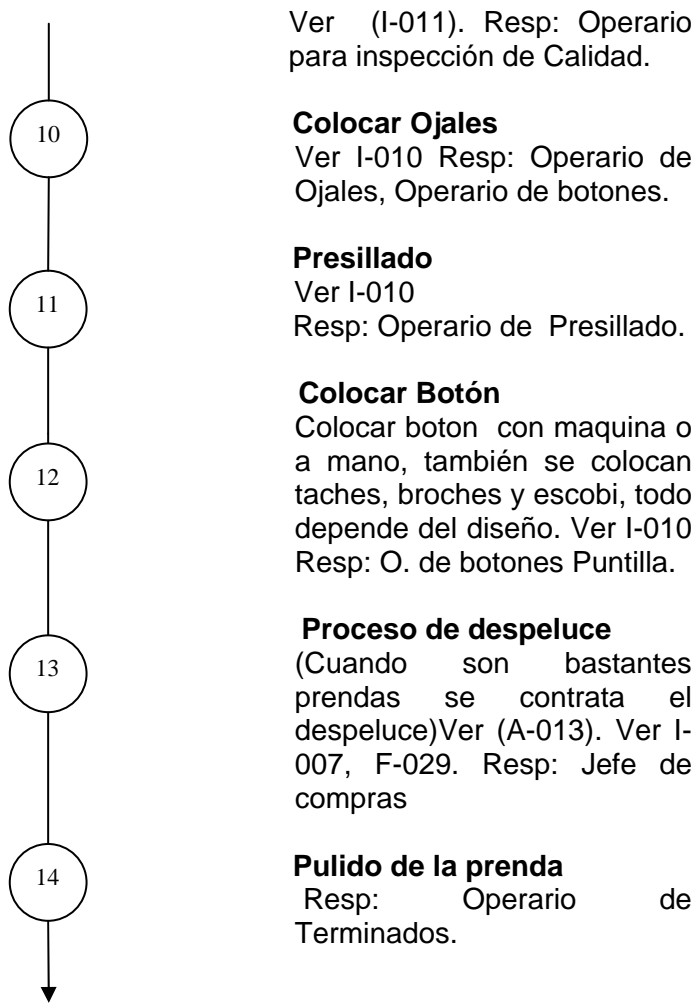 Ver (I-011). Resp: Operario
para inspección de Calidad.
10
Colocar Ojales
Ver I-010 Resp: Operario de
Ojales, Operario de botones.
11
Presillado
Ver I-010
Resp: Operario de Presillado.
12
Colocar Botón
Colocar boton con maquina o
a mano, también se colocan
taches, broches y escobi, todo
depende del diseño. Ver I-010
Resp: O. de botones Puntilla.
13
Proceso de despeluce
(Cuando son bastantes
prendas se contrata el
despeluce)Ver (A-013). Ver I-
007, F-029. Resp: Jefe de
compras
14
Pulido de la prenda
Resp: Operario de
Terminados.